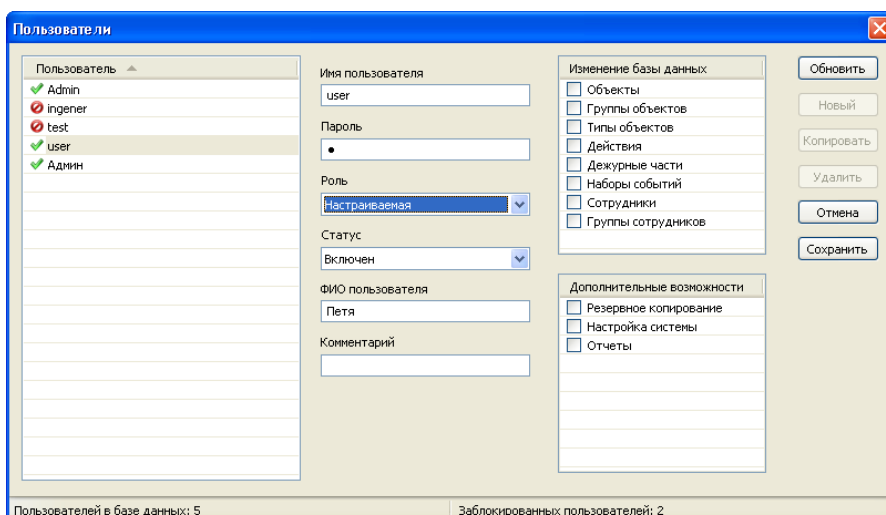 Пользователи
Пользователь
Admin
ingener
test
user
Админ
Имя пользователя
user
Пароль
Роль
Настраиваемая
Статус
Включен
ФИО пользователя
Петя
Комментарий
Изменение базы данных
Объекты
Группы объектов
Типы объектов
Действия
Дежурные части
Наборы событий
Сотрудники
Группы сотрудников
Дополнительные возможности
Резервное копирование
Настройка системы
Отчеты
Обновить
Новый
Копировать
Удалить
Отмена
Сохранить
Пользователей в базе данных: 5
Заблокированных пользователей: 2